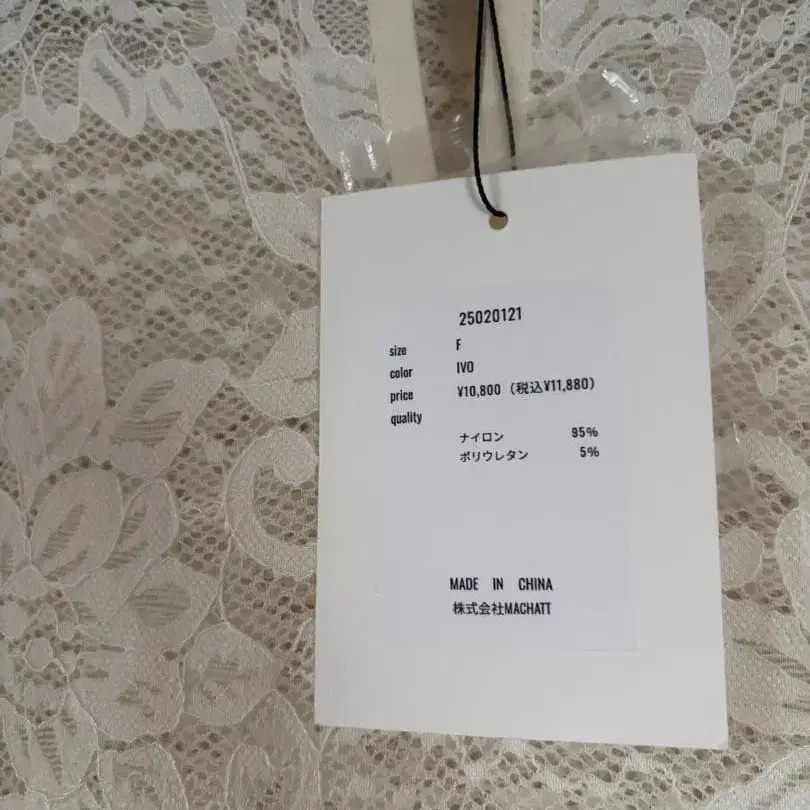 25020121
size F
color IVO
price ¥10,800（税込¥11,880）
quality
ナイロン 95%
ポリウレタン 5%
MADE IN CHINA
株式会社MACHATT